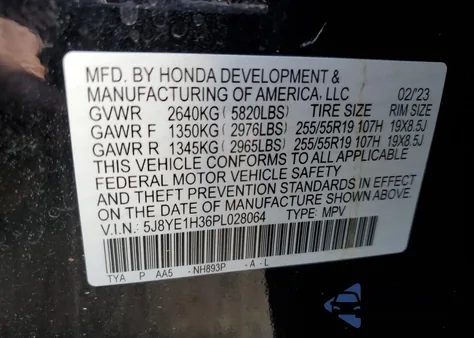 MFD. BY HONDA DEVELOPMENT &
MANUFACTURING OF AMERICA, LLC 02/'23
GVWR 2640KG (5820LBS) TIRE SIZE RIM SIZE
GAWR F 1350KG (2976LBS) 255/55R19 107H 19X8.5J
GAWR R 1345KG (2965LBS) 255/55R19 107H 19X8.5J
THIS VEHICLE CONFORMS TO ALL APPLICABLE
FEDERAL MOTOR VEHICLE SAFETY, BUMPER,
AND THEFT PREVENTION STANDARDS IN EFFECT
ON THE DATE OF MANUFACTURE SHOWN ABOVE.
V.I.N.: 5J8YE1H36PL028064 TYPE: MPV
TYA P AA5 -NH893P -A-L